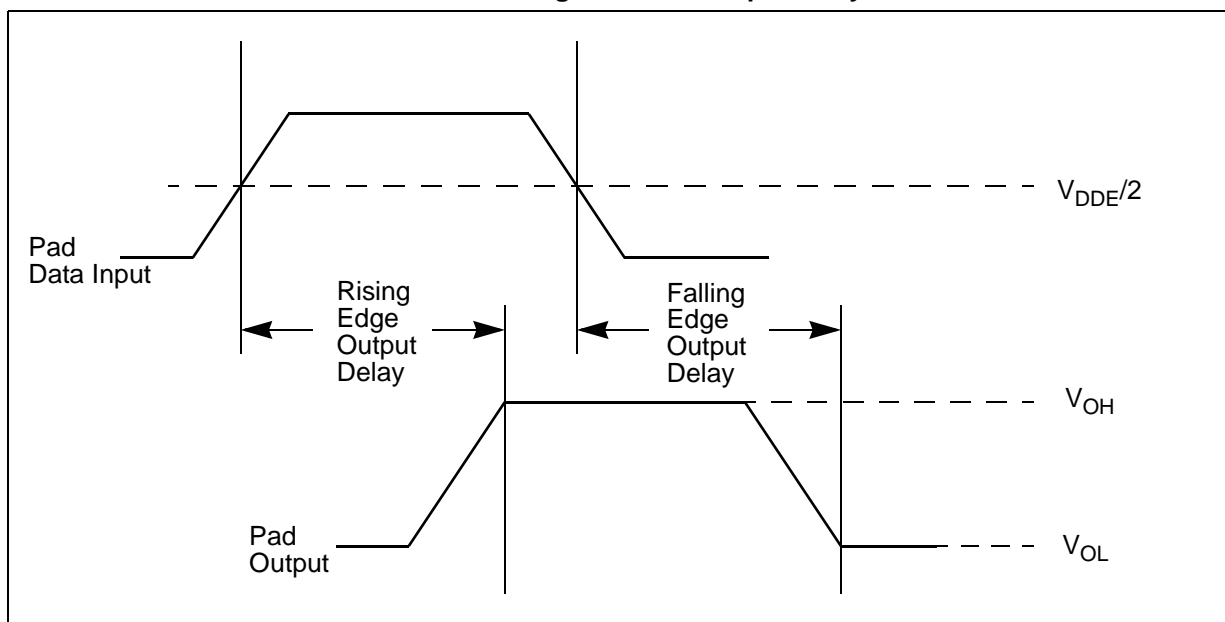 V_DDE/2
Pad
Data Input
Rising
Edge
Output
Delay
Falling
Edge
Output
Delay
V_OH
Pad
Output
V_OL